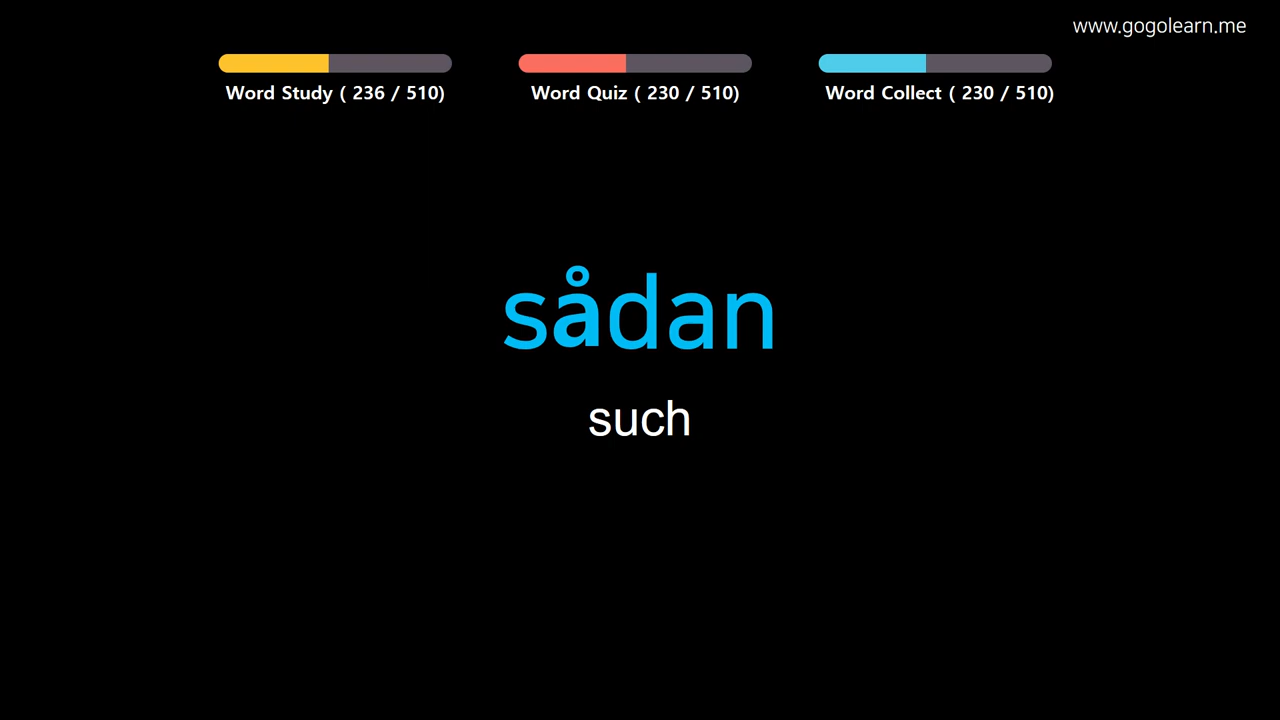 www.gogolearn.me
Word Study ( 236 / 510)
Word Quiz ( 230 / 510)
Word Collect ( 230 / 510)
sådan
such